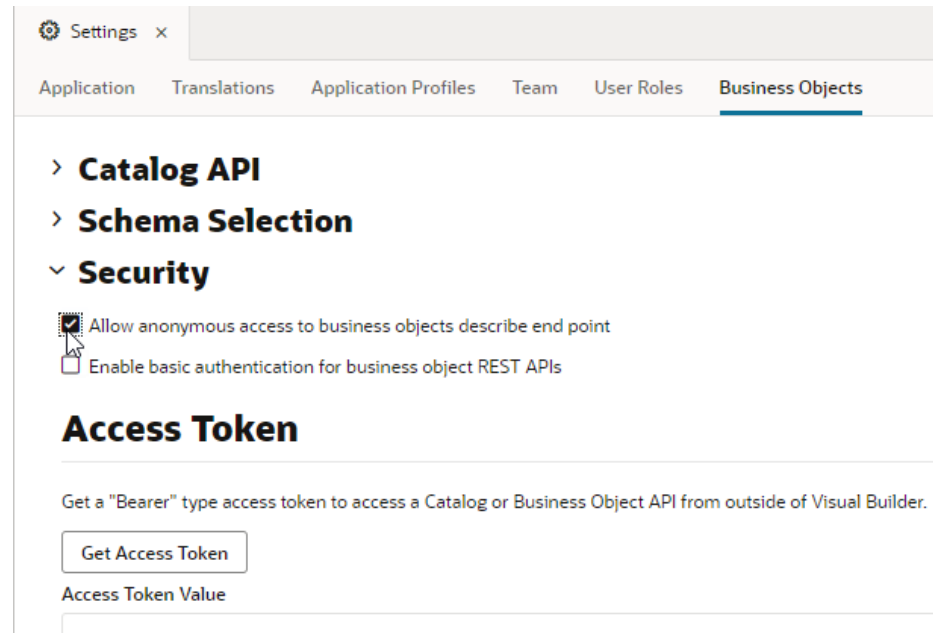 Settings ×
Application Translations Application Profiles Team User Roles Business Objects
Catalog API
Schema Selection
Security
Allow anonymous access to business objects describe end point
Enable basic authentication for business object REST APIs
Access Token
Get a "Bearer" type access token to access a Catalog or Business Object API from outside of Visual Builder.
Get Access Token
Access Token Value